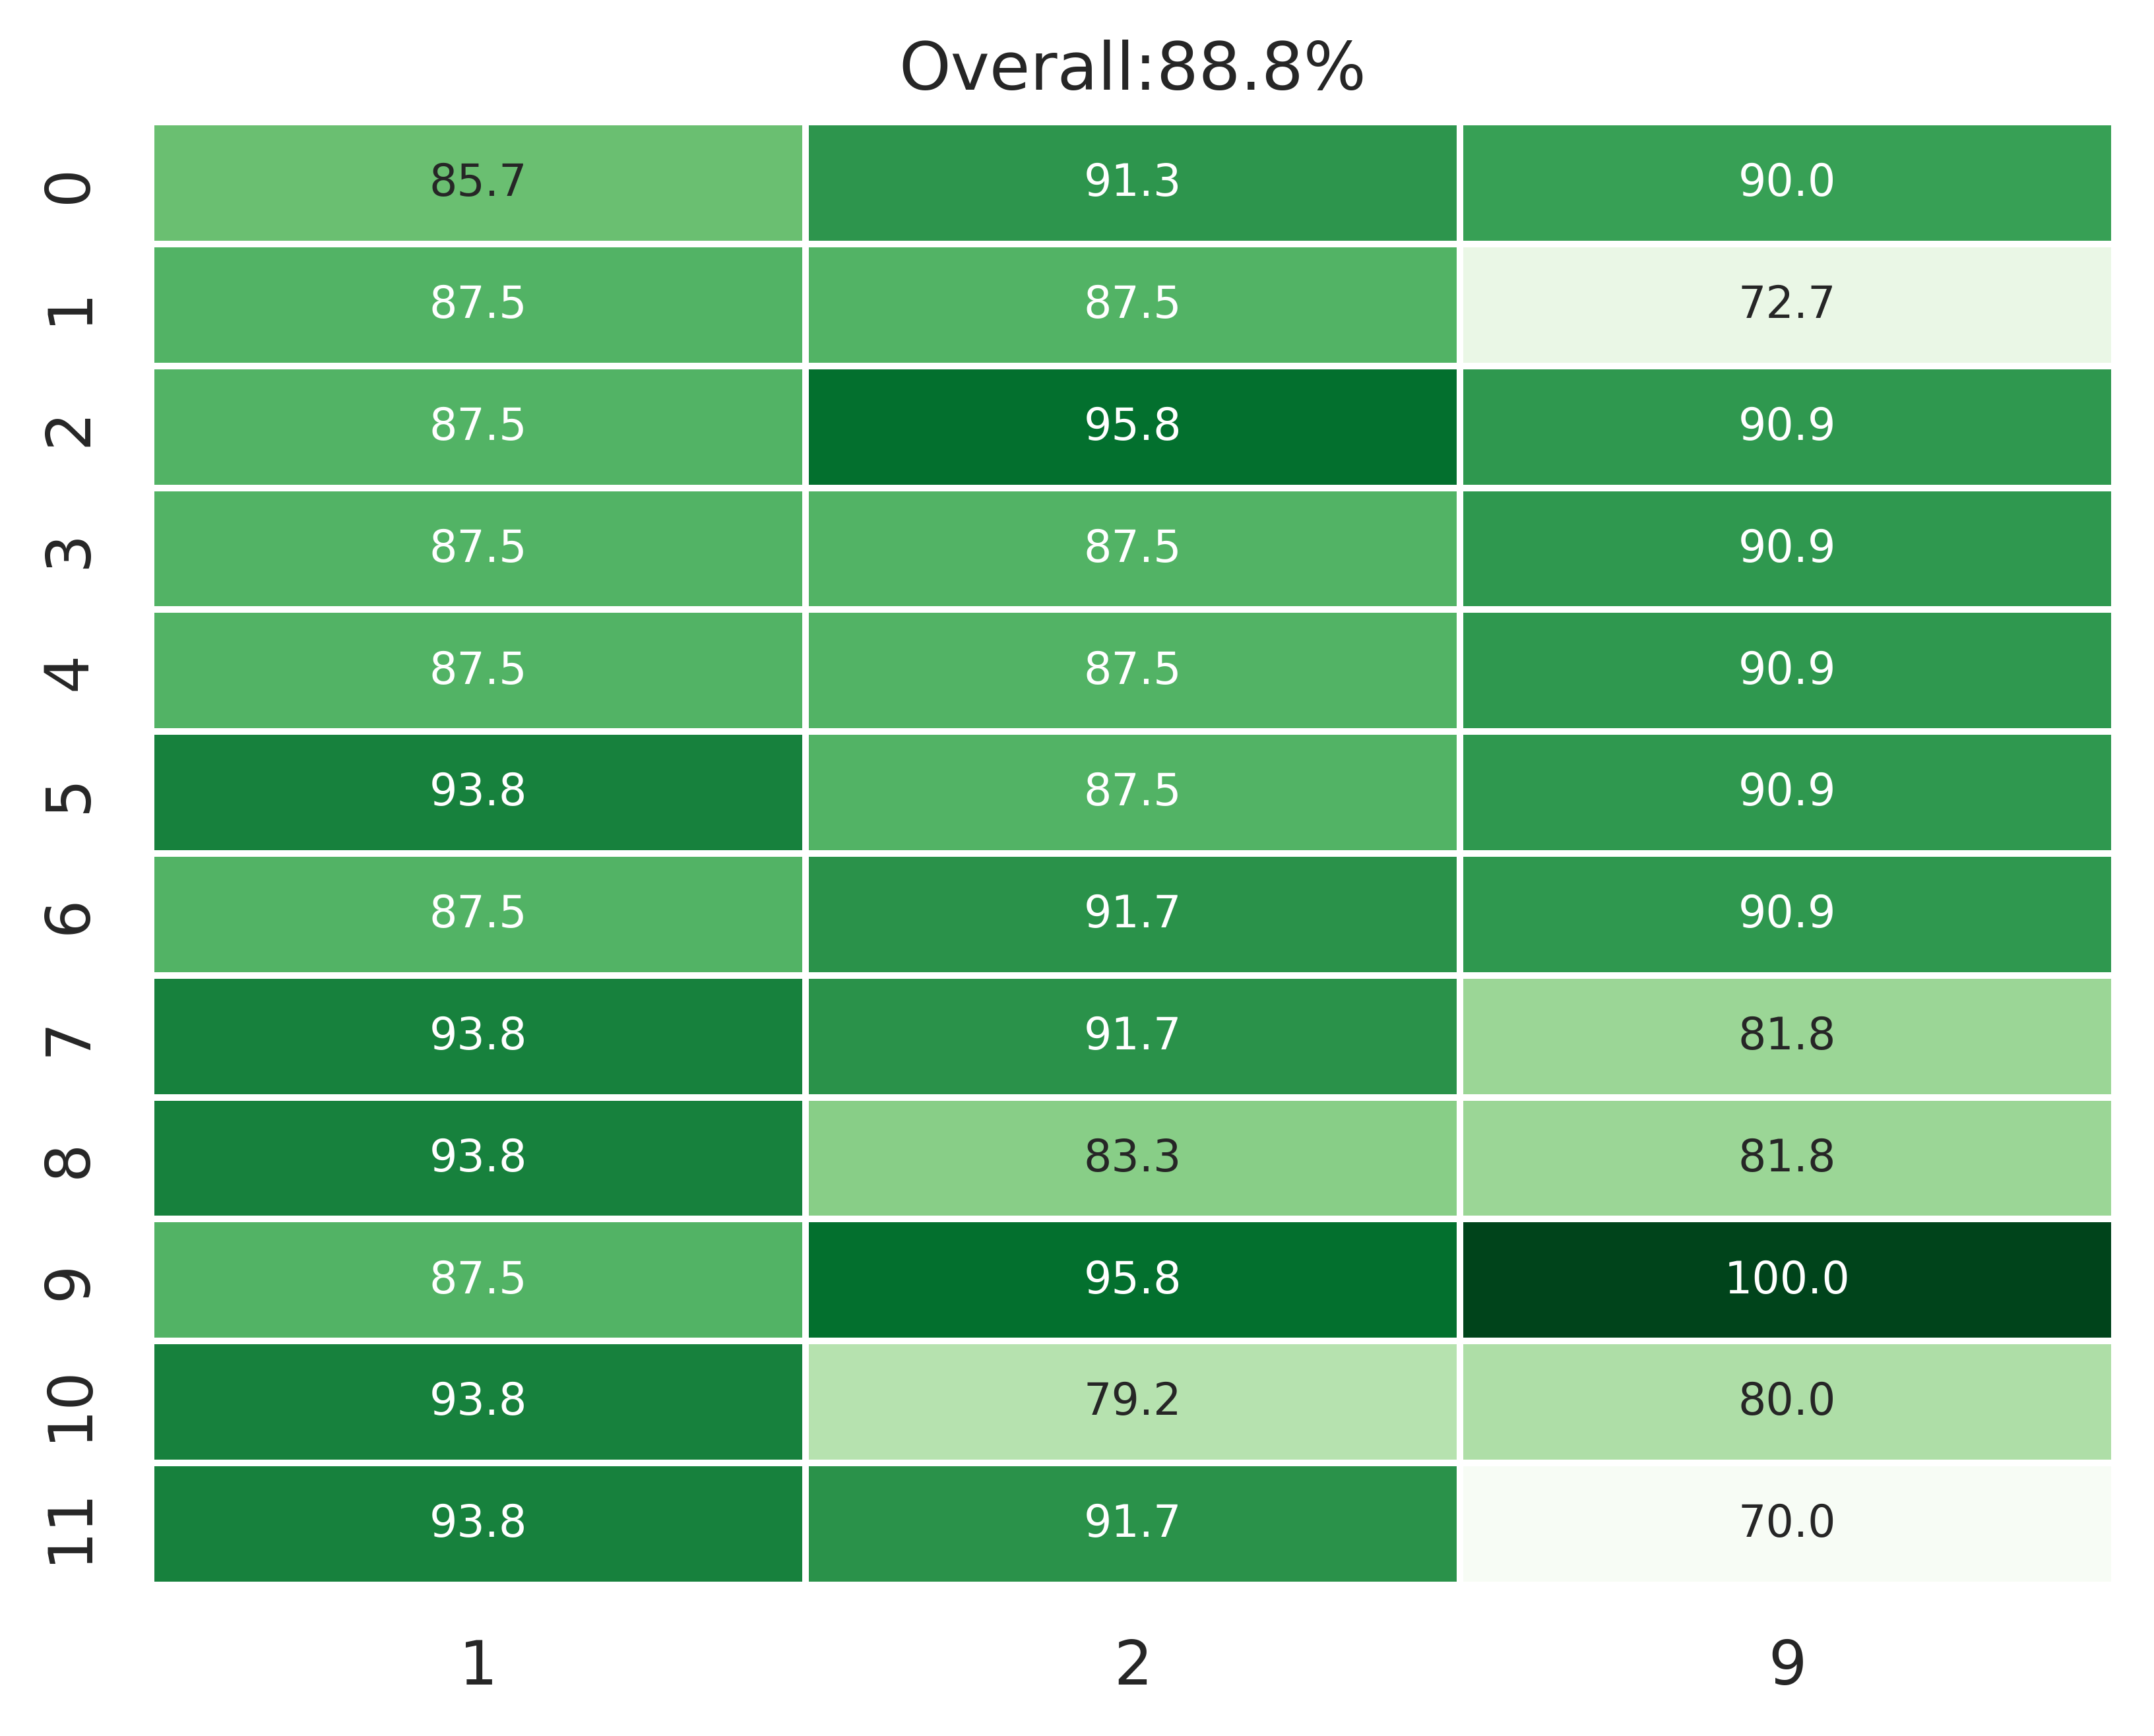 Overall:88.8%
0 85.7 91.3 90.0
1 87.5 87.5 72.7
2 87.5 95.8 90.9
3 87.5 87.5 90.9
4 87.5 87.5 90.9
5 93.8 87.5 90.9
6 87.5 91.7 90.9
7 93.8 91.7 81.8
8 93.8 83.3 81.8
9 87.5 95.8 100.0
10 93.8 79.2 80.0
11 93.8 91.7 70.0
1 2 9